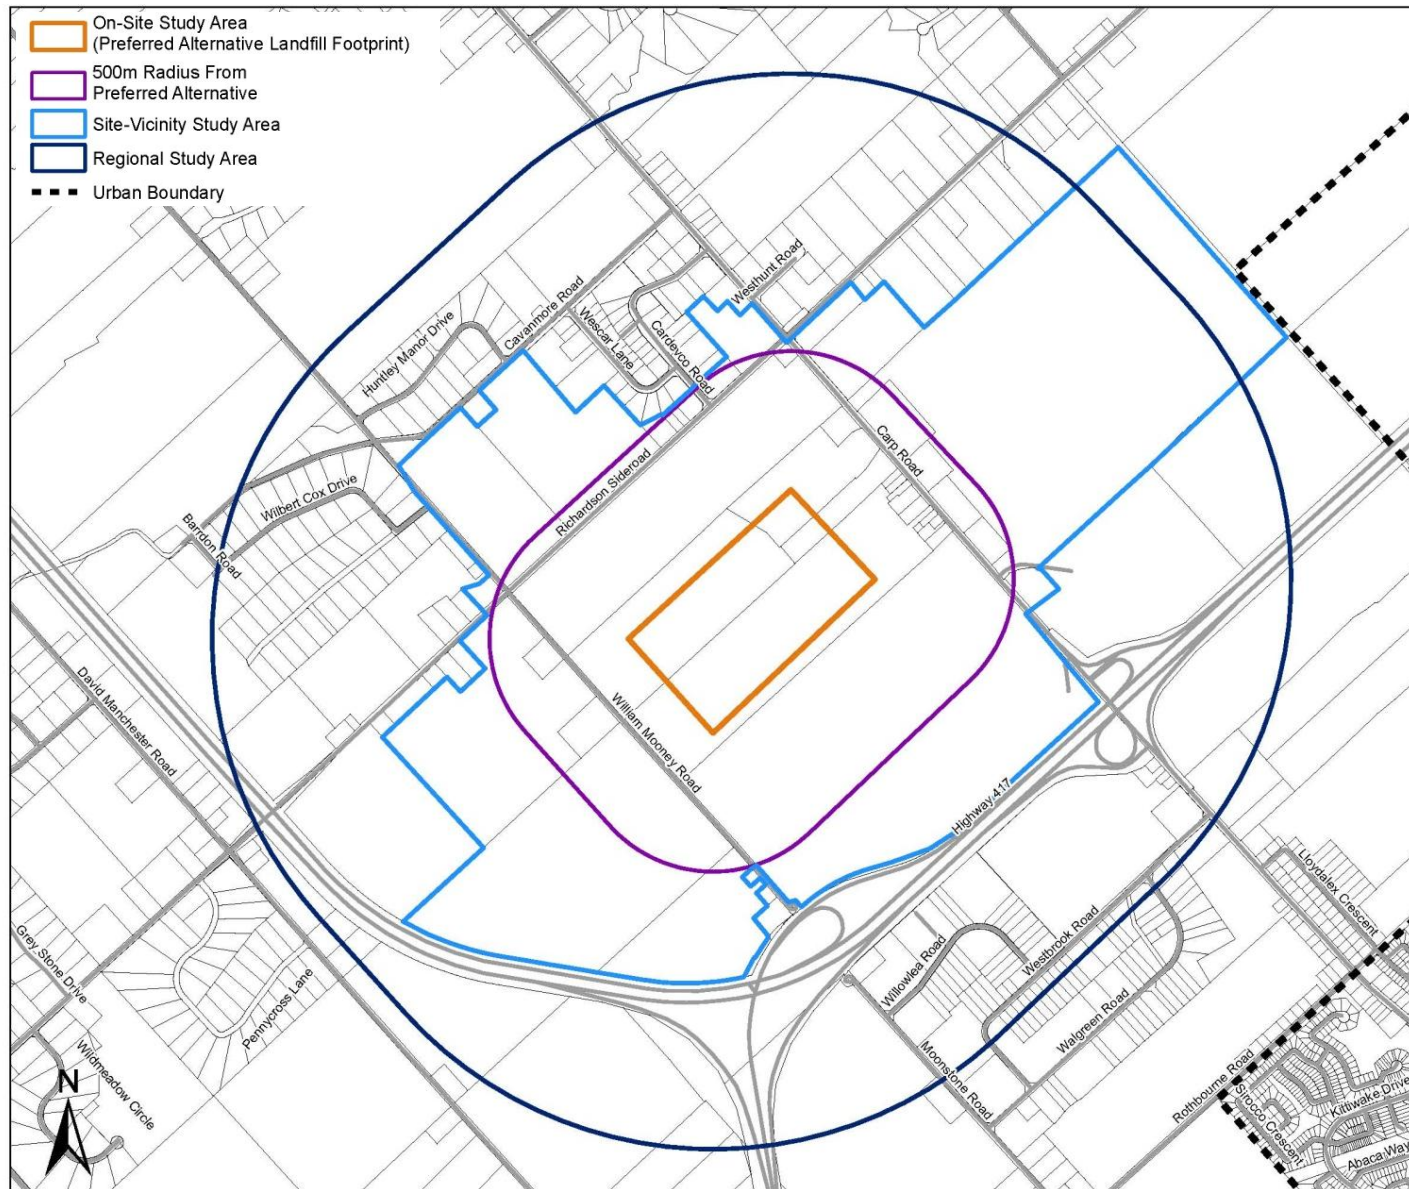 On-Site Study Area
(Preferred Alternative Landfill Footprint)
500m Radius From
Preferred Alternative
Site-Vicinity Study Area
Regional Study Area
Urban Boundary
Westhunt Road
Cavanmore Road
Huntley Manor Drive
Wescar Lane
Cardevco Road
Carp Road
Richardson Sideroad
Wilbert Cox Drive
Bardon Road
David Manchester Road
William Mooney Road
Highway 417
Lloydalex Crescent
Westbrook Road
Willowlea Road
Grey Stone Drive
Pennycross Lane
Walgreen Road
Moonstone Road
Wildmeadow Circle
Rothbourne Road
Kittiwake Drive
Sirocco Crescent
Abaca Way
N